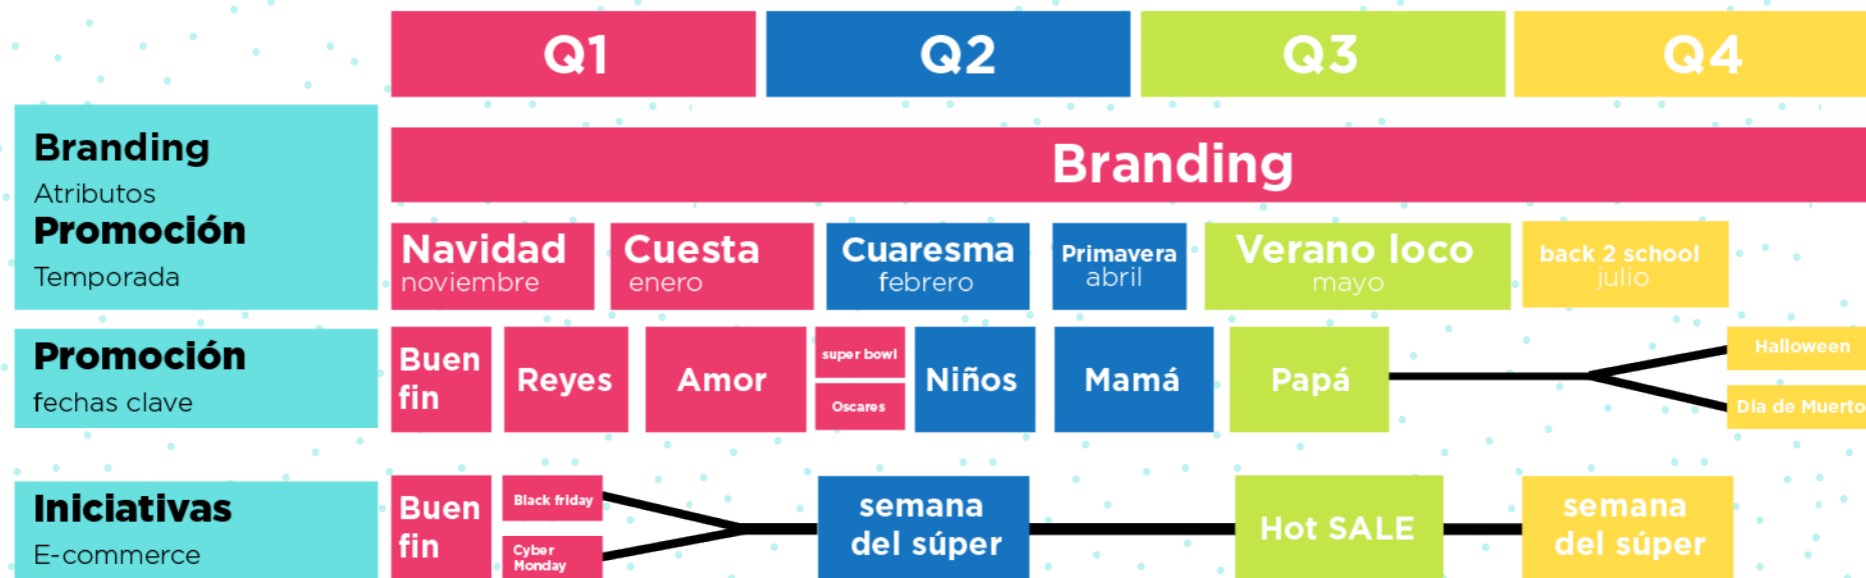 Q1
Q2
Q3
Q4
Branding
Atributos
Promoción
Temporada
Branding
Navidad
noviembre
Cuesta
enero
Cuaresma
febrero
Primavera
abril
Verano loco
mayo
back 2 school
julio
Promoción
fechas clave
Buen
fin
Reyes
Amor
super bowl
Oscares
Niños
Mamá
Papá
Halloween
Día de Muerto
Iniciativas
E-commerce
Buen
fin
Black friday
Cyber
Monday
semana
del súper
Hot SALE
semana
del súper